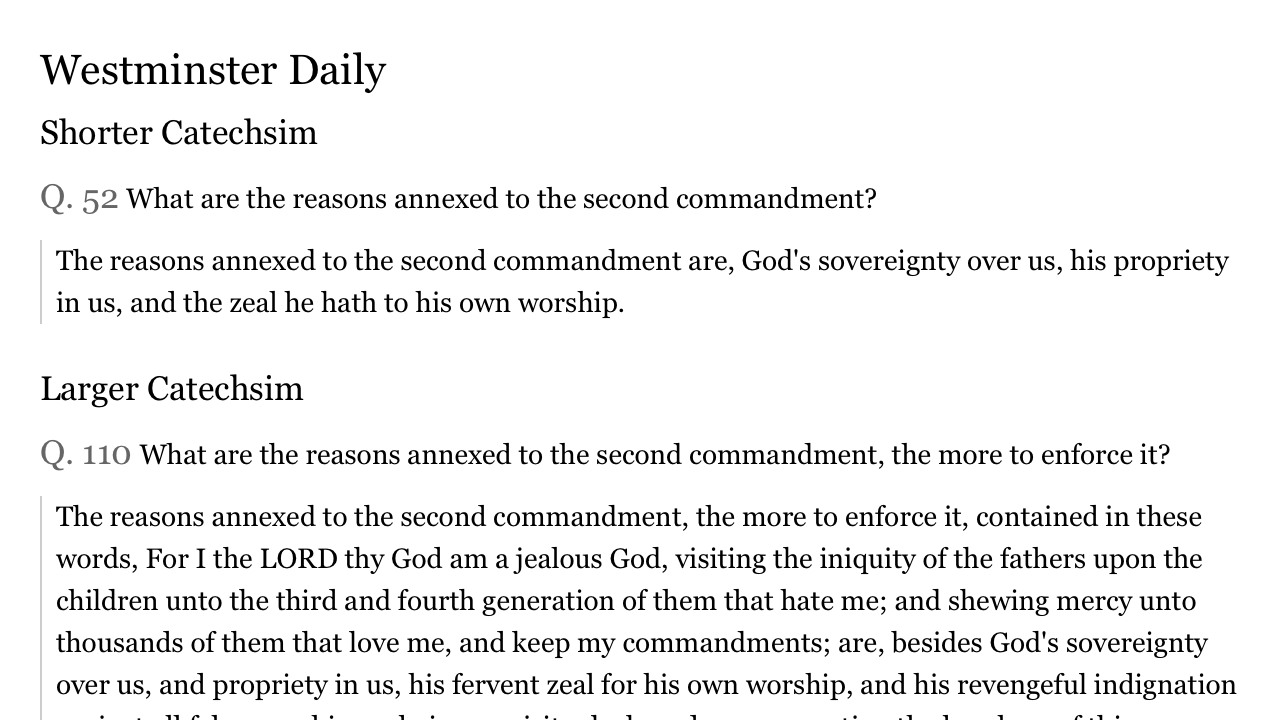 Westminster Daily
Shorter Catechsim
Q. 52 What are the reasons annexed to the second commandment?
The reasons annexed to the second commandment are, God's sovereignty over us, his propriety
in us, and the zeal he hath to his own worship.
Larger Catechsim
Q. 110 What are the reasons annexed to the second commandment, the more to enforce it?
The reasons annexed to the second commandment, the more to enforce it, contained in these
words, For I the LORD thy God am a jealous God, visiting the iniquity of the fathers upon the
children unto the third and fourth generation of them that hate me; and shewing mercy unto
thousands of them that love me, and keep my commandments; are, besides God's sovereignty
over us, and propriety in us, his fervent zeal for his own worship, and his revengeful indignation